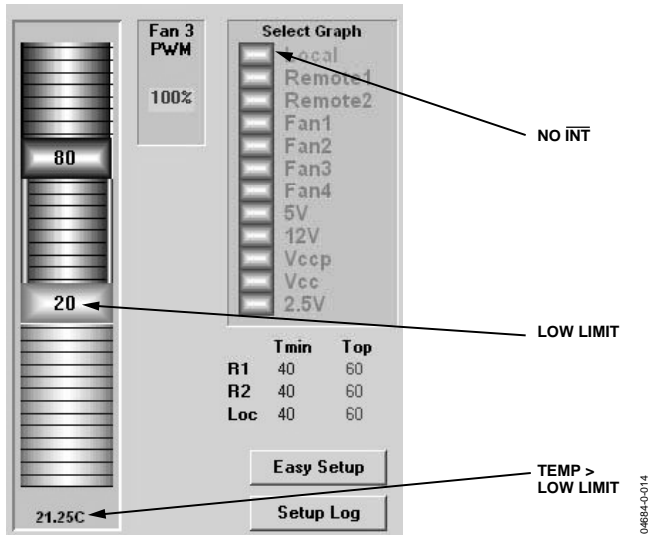 Fan 3
PWM
100%
80
20
21.25C
Select Graph
Local
Remote1
Remote2
Fan1
Fan2
Fan3
Fan4
5V
12V
Vccp
Vcc
2.5V
Tmin Top
R1 40 60
R2 40 60
Loc 40 60
Easy Setup
Setup Log
NO I̅N̅T̅
LOW LIMIT
TEMP >
LOW LIMIT
04684-0-014